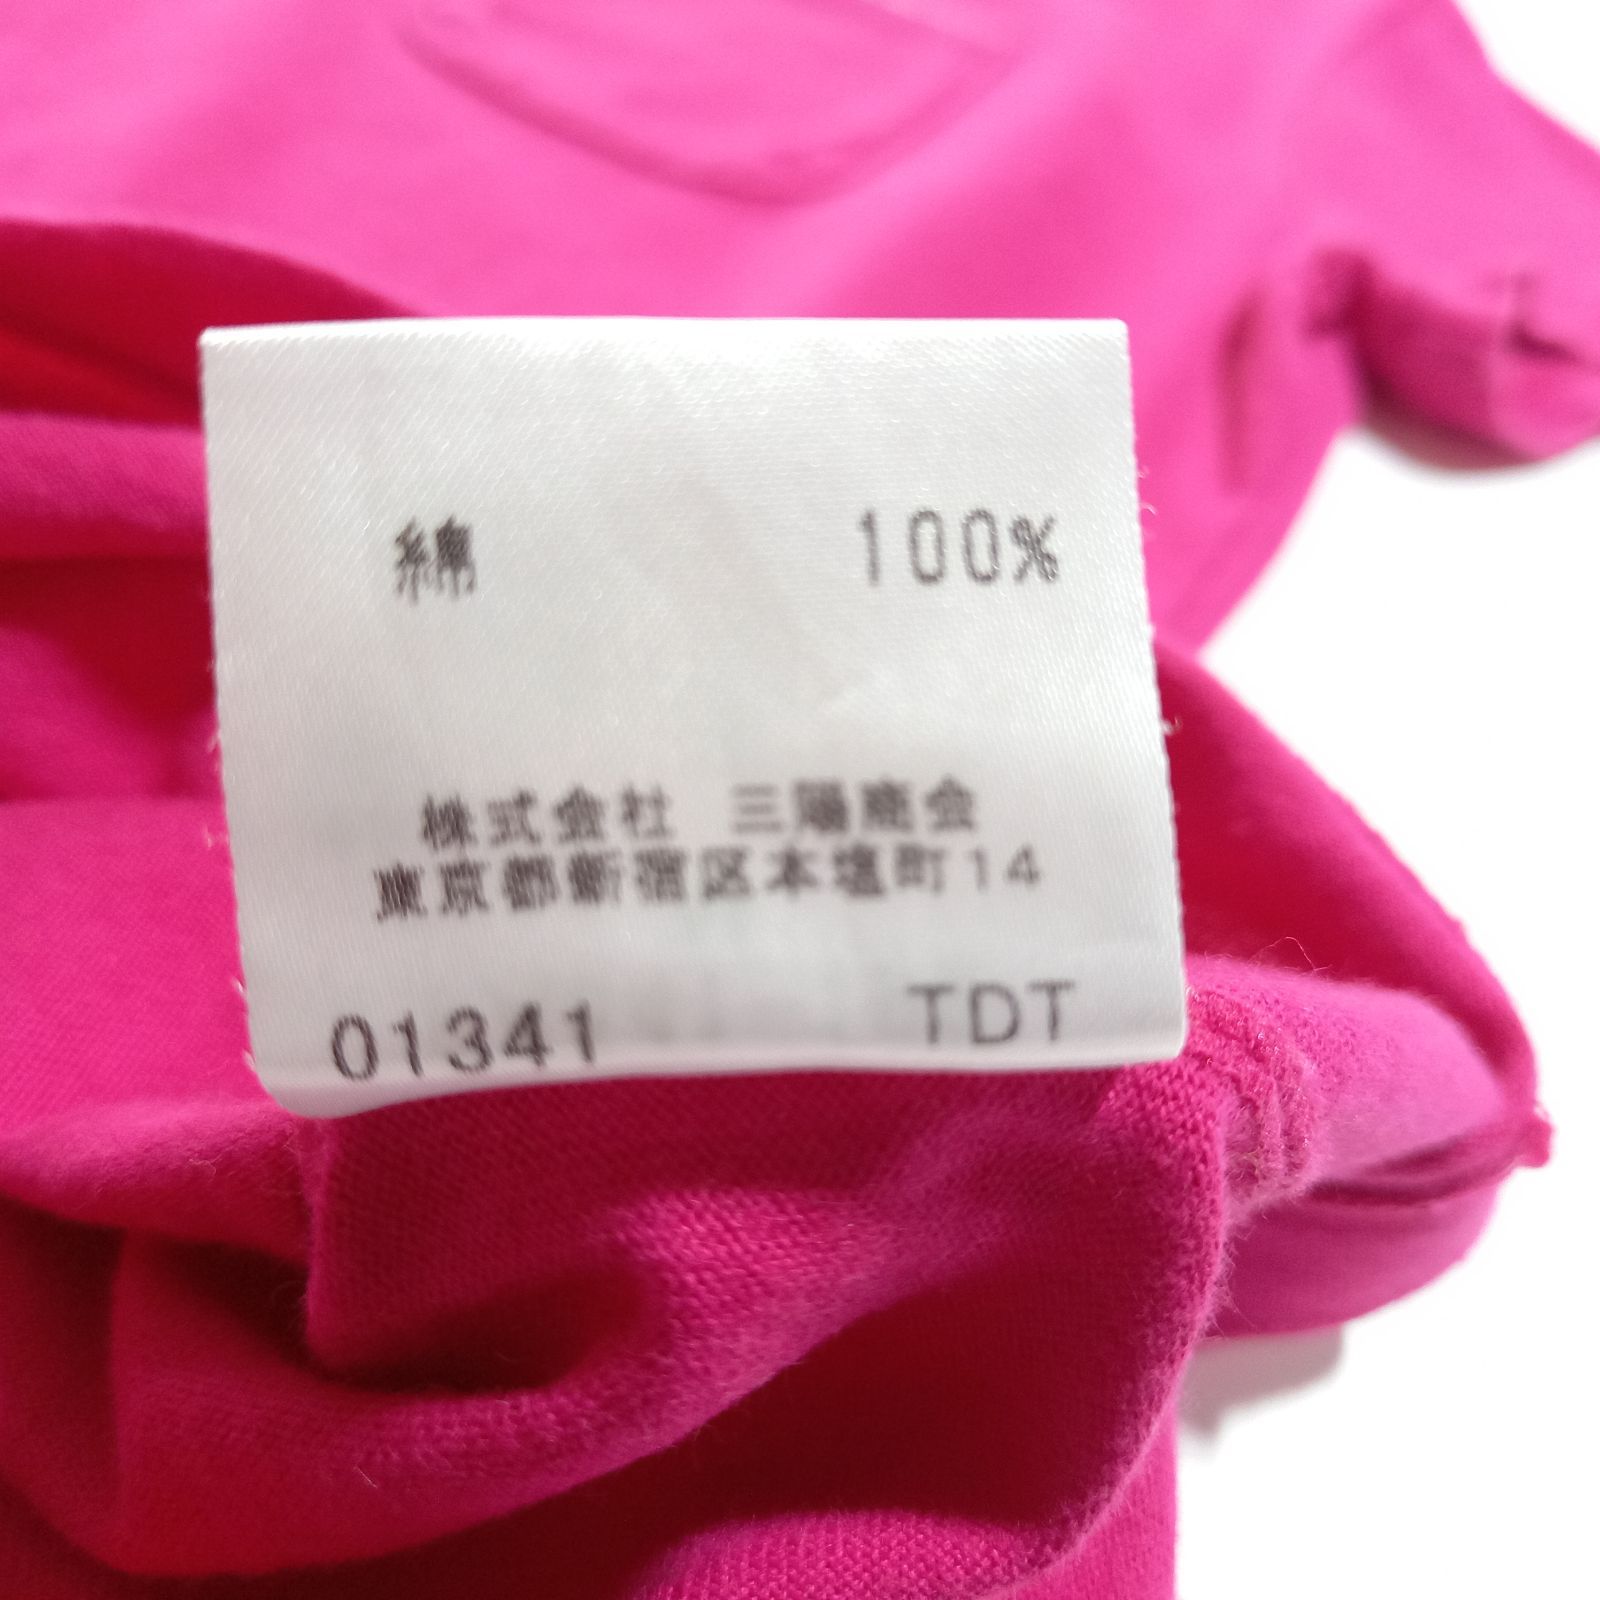 綿 100%
株式会社 三陽商会
東京都新宿区本塩町14
01341 TDT